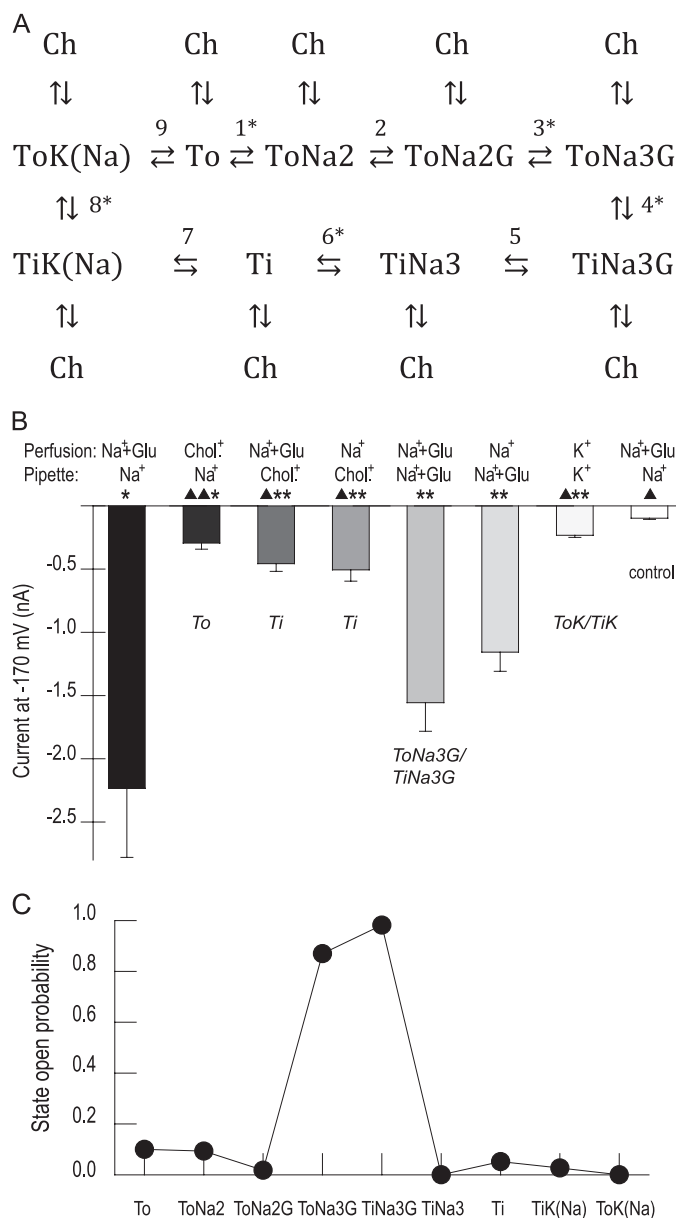 A
Ch Ch Ch Ch Ch
⇅ ⇅ ⇅ ⇅ ⇅
ToK(Na) ⇄ 9 To ⇄ 1* ToNa2 ⇄ 2 ToNa2G ⇄ 3* ToNa3G
⇅ 8* ⇅ 4*
TiK(Na) ⇆ 7 Ti ⇆ 6* TiNa3 ⇆ 5 TiNa3G
⇅ ⇅ ⇅ ⇅
Ch Ch Ch Ch
B
Perfusion: Na⁺+Glu Chol.⁺ Na⁺+Glu Na⁺ Na⁺+Glu Na⁺ K⁺ Na⁺+Glu
Pipette: Na⁺ Na⁺ Chol.⁺ Chol.⁺ Na⁺+Glu Na⁺+Glu K⁺ Na⁺
* ▲▲* ▲** ▲** ** ** ▲** ▲
Current at -170 mV (nA)
-0.5
-1.0
-1.5
-2.0
-2.5
To Ti Ti ToK/TiK
control
ToNa3G/
TiNa3G
C
State open probability
1.0
0.8
0.6
0.4
0.2
0.0
To ToNa2 ToNa2G ToNa3G TiNa3G TiNa3 Ti TiK(Na) ToK(Na)